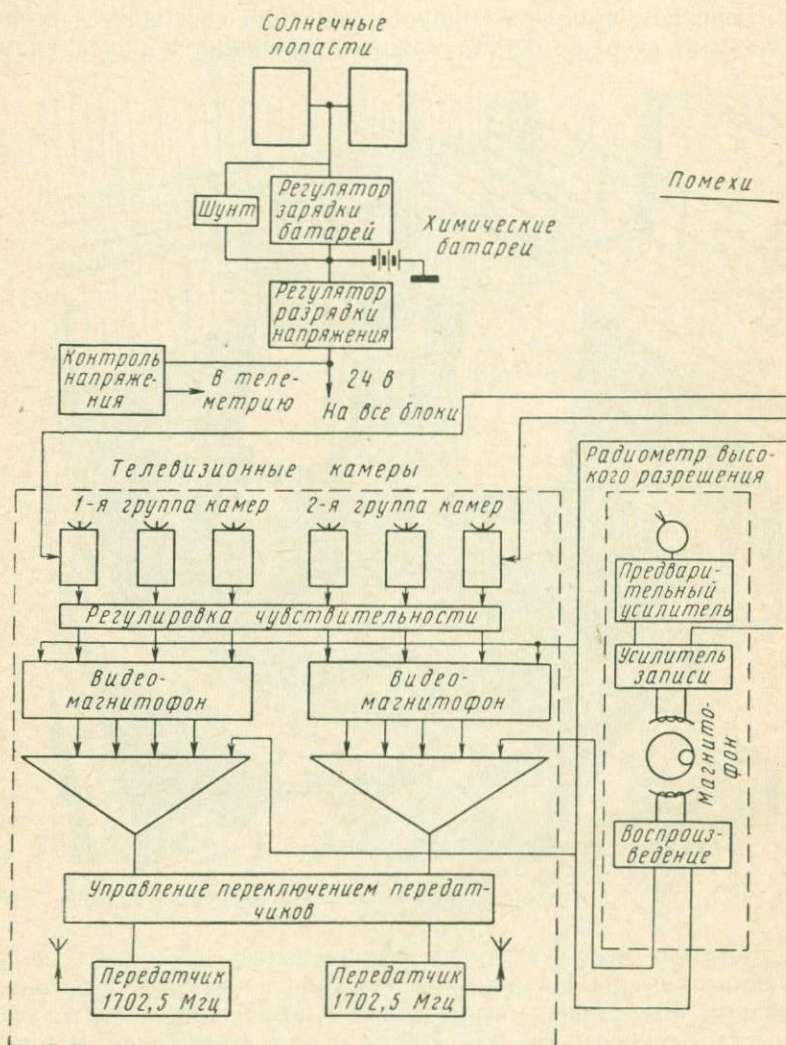 Солнечные
лопасти
Шунт
Регулятор
зарядки
батарей
Помехи
Химические
батареи
Регулятор
разрядки
напряжения
Контроль
напряже-
ния
В теле-
метрию
24 в
На все блоки
Радиометр высо-
кого разрешения
Телевизионные камеры
1-я группа камер
2-я группа камер
Предвари-
тельный
усилитель
Регулировка чувствительности
Усилитель
записи
Видео-
магнитофон
Видео-
магнитофон
Магнито-
фон
Воспроиз-
ведение
Управление переключением передат-
чиков
Передатчик
1702,5 Мгц
Передатчик
1702,5 Мгц